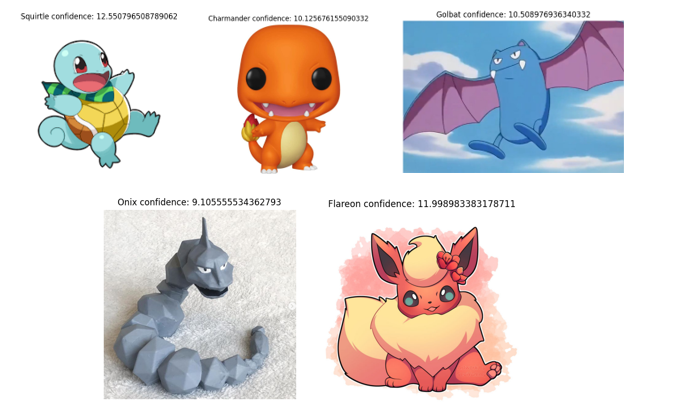 Squirtle confidence: 12.550796508789062
Charmander confidence: 10.125676155090332
Golbat confidence: 10.508976936340332
Onix confidence: 9.105555534362793
Flareon confidence: 11.998983383178711